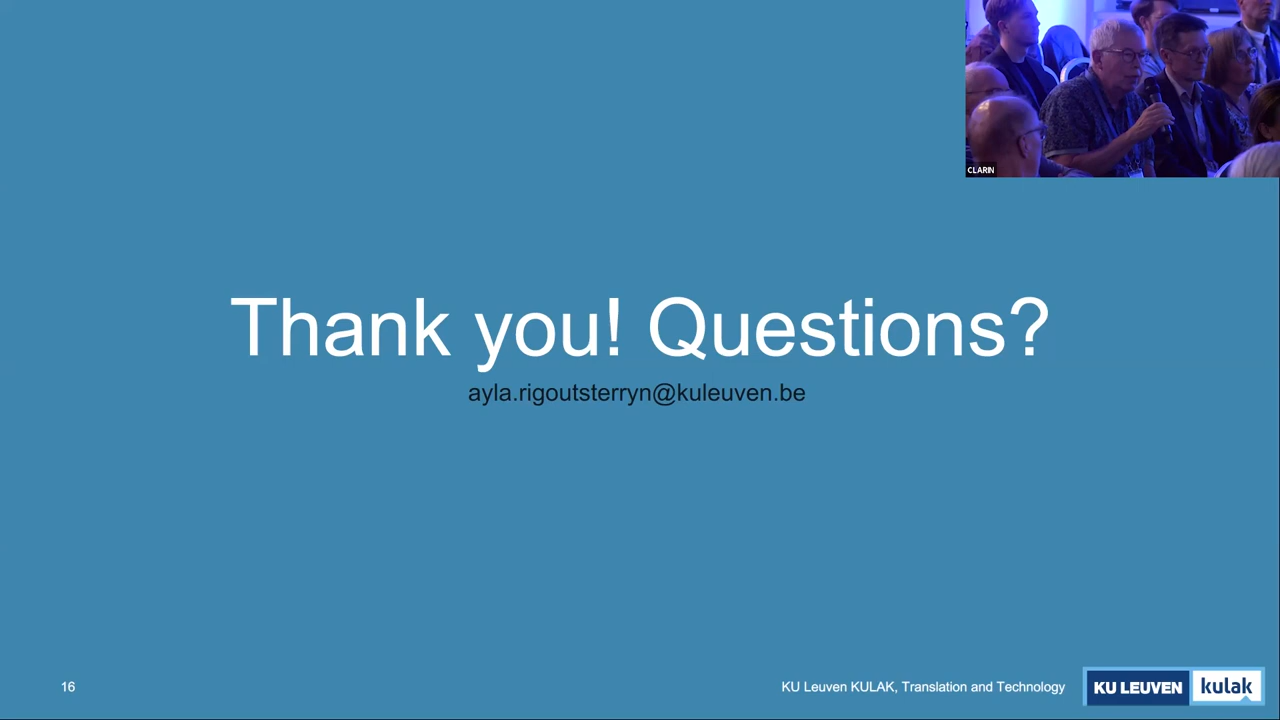 CLARIN
Thank you! Questions?
ayla.rigoutsterryn@kuleuven.be
16
KU Leuven KULAK, Translation and Technology
KU LEUVEN kulak